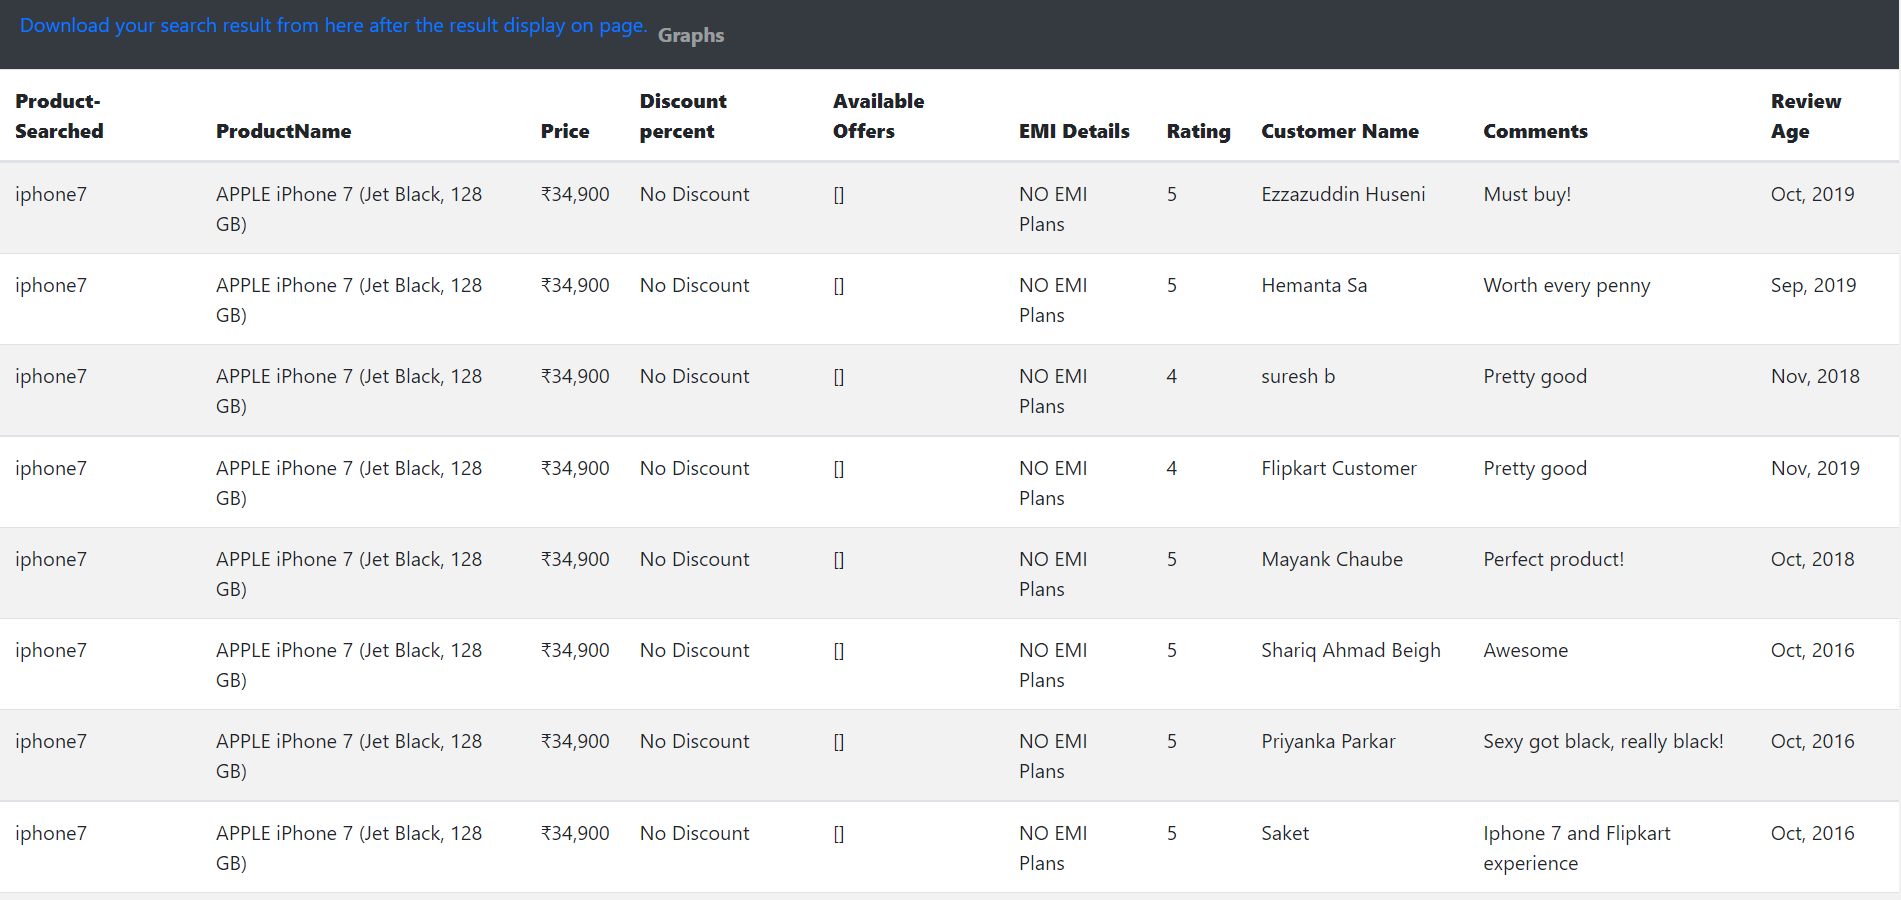 Download your search result from here after the result display on page. Graphs
Product-Searched ProductName Price Discount percent Available Offers EMI Details Rating Customer Name Comments Review Age
iphone7 APPLE iPhone 7 (Jet Black, 128 GB) ₹34,900 No Discount [] NO EMI Plans 5 Ezzazuddin Huseni Must buy! Oct, 2019
iphone7 APPLE iPhone 7 (Jet Black, 128 GB) ₹34,900 No Discount [] NO EMI Plans 5 Hemanta Sa Worth every penny Sep, 2019
iphone7 APPLE iPhone 7 (Jet Black, 128 GB) ₹34,900 No Discount [] NO EMI Plans 4 suresh b Pretty good Nov, 2018
iphone7 APPLE iPhone 7 (Jet Black, 128 GB) ₹34,900 No Discount [] NO EMI Plans 4 Flipkart Customer Pretty good Nov, 2019
iphone7 APPLE iPhone 7 (Jet Black, 128 GB) ₹34,900 No Discount [] NO EMI Plans 5 Mayank Chaube Perfect product! Oct, 2018
iphone7 APPLE iPhone 7 (Jet Black, 128 GB) ₹34,900 No Discount [] NO EMI Plans 5 Shariq Ahmad Beigh Awesome Oct, 2016
iphone7 APPLE iPhone 7 (Jet Black, 128 GB) ₹34,900 No Discount [] NO EMI Plans 5 Priyanka Parkar Sexy got black, really black! Oct, 2016
iphone7 APPLE iPhone 7 (Jet Black, 128 GB) ₹34,900 No Discount [] NO EMI Plans 5 Saket Iphone 7 and Flipkart experience Oct, 2016